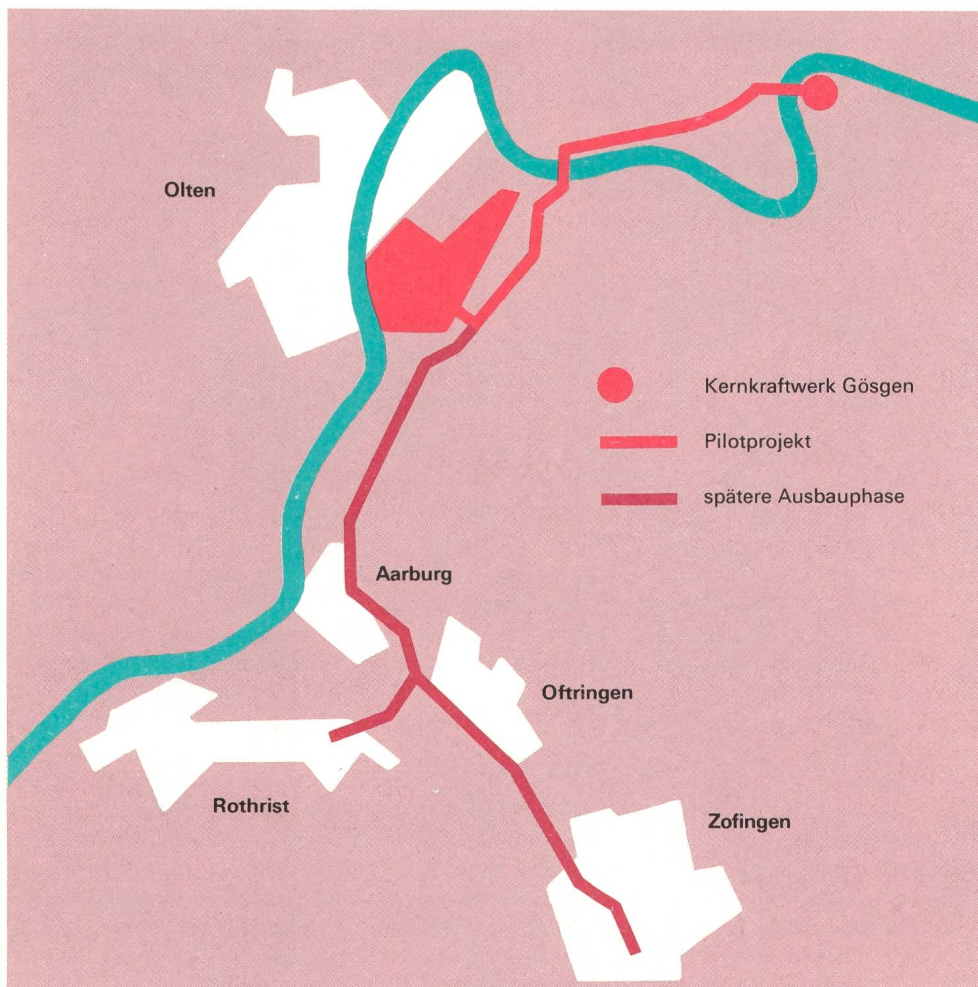 Olten
Kernkraftwerk Gösgen
Pilotprojekt
spätere Ausbauphase
Aarburg
Oftringen
Rothrist
Zofingen